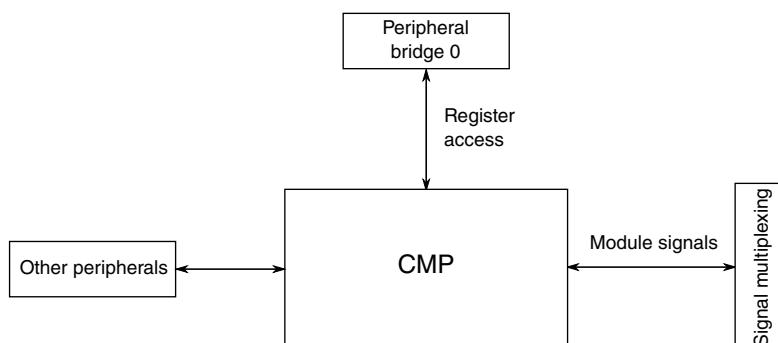 Peripheral
bridge 0
Register
access
Other peripherals
CMP
Module signals
Signal multiplexing